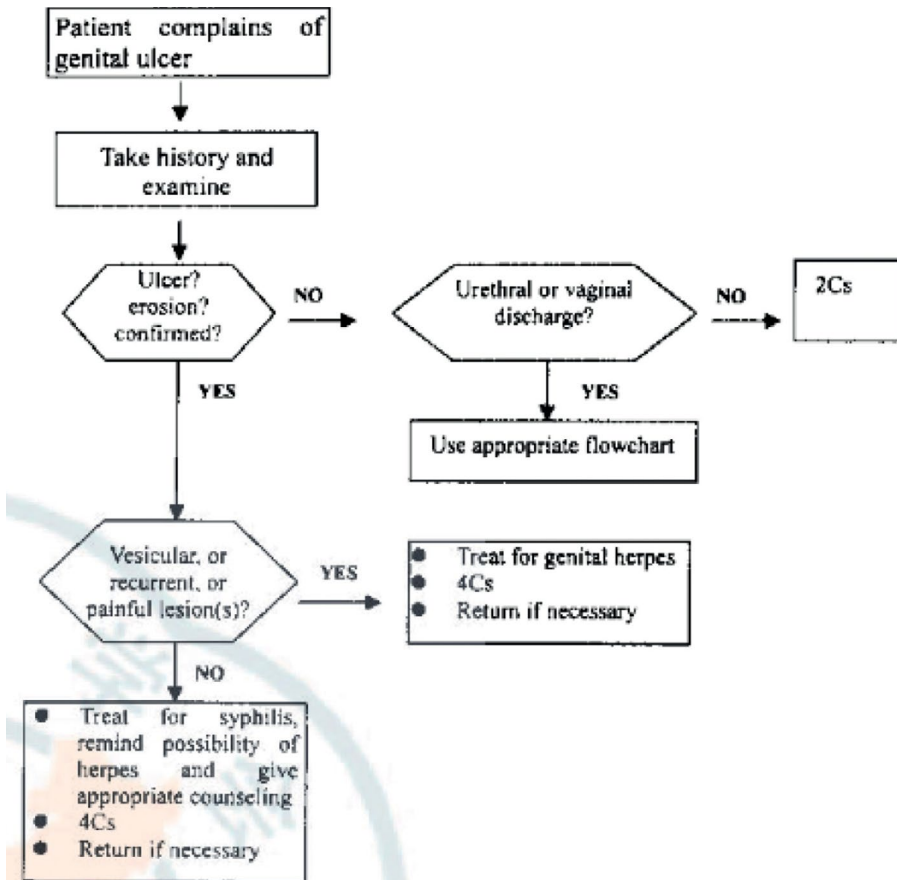 Patient complains of
genital ulcer
Take history and
examine
Ulcer?
erosion?
confirmed?
NO
Urethral or vaginal
discharge?
NO
2Cs
YES
YES
Use appropriate flowchart
Vesicular, or
recurrent, or
painful lesion(s)?
YES
● Treat for genital herpes
● 4Cs
● Return if necessary
NO
● Treat for syphilis,
remind possibility of
herpes and give
appropriate counseling
● 4Cs
● Return if necessary